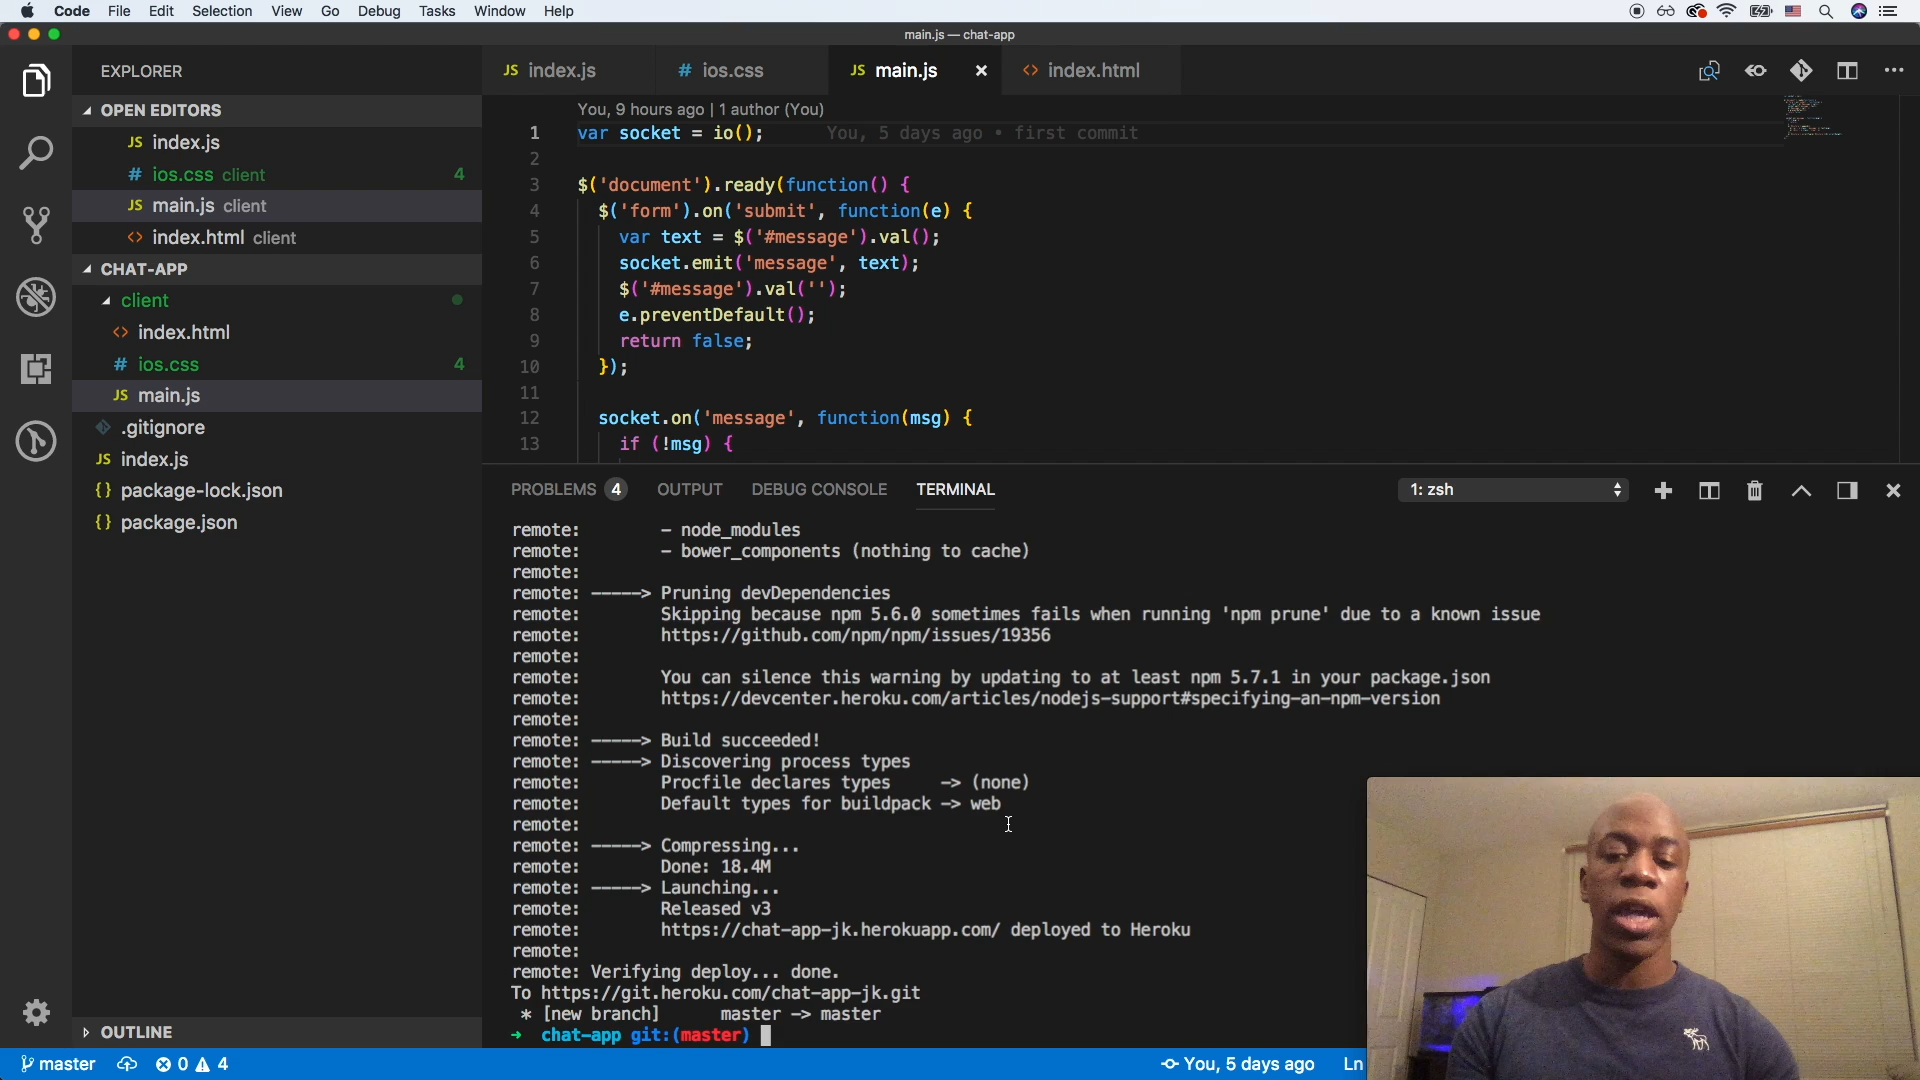 Code File Edit Selection View Go Debug Tasks Window Help
main.js — chat-app
EXPLORER
OPEN EDITORS
JS index.js
# ios.css client 4
JS main.js client
<> index.html client
CHAT-APP
client
<> index.html
# ios.css 4
JS main.js
.gitignore
JS index.js
{} package-lock.json
{} package.json
OUTLINE
JS index.js # ios.css JS main.js × <> index.html
You, 9 hours ago | 1 author (You)
1 var socket = io(); You, 5 days ago • first commit
2
3 $('document').ready(function() {
4 $('form').on('submit', function(e) {
5 var text = $('#message').val();
6 socket.emit('message', text);
7 $('#message').val('');
8 e.preventDefault();
9 return false;
10 });
11
12 socket.on('message', function(msg) {
13 if (!msg) {
PROBLEMS 4 OUTPUT DEBUG CONSOLE TERMINAL 1: zsh
remote: - node_modules
remote: - bower_components (nothing to cache)
remote:
remote: -----> Pruning devDependencies
remote: Skipping because npm 5.6.0 sometimes fails when running 'npm prune' due to a known issue
remote: https://github.com/npm/npm/issues/19356
remote:
remote: You can silence this warning by updating to at least npm 5.7.1 in your package.json
remote: https://devcenter.heroku.com/articles/nodejs-support#specifying-an-npm-version
remote:
remote: -----> Build succeeded!
remote: -----> Discovering process types
remote: Procfile declares types -> (none)
remote: Default types for buildpack -> web
remote:
remote: -----> Compressing...
remote: Done: 18.4M
remote: -----> Launching...
remote: Released v3
remote: https://chat-app-jk.herokuapp.com/ deployed to Heroku
remote:
remote: Verifying deploy... done.
To https://git.heroku.com/chat-app-jk.git
* [new branch] master -> master
➜ chat-app git:(master)
master 0 4 You, 5 days ago Ln